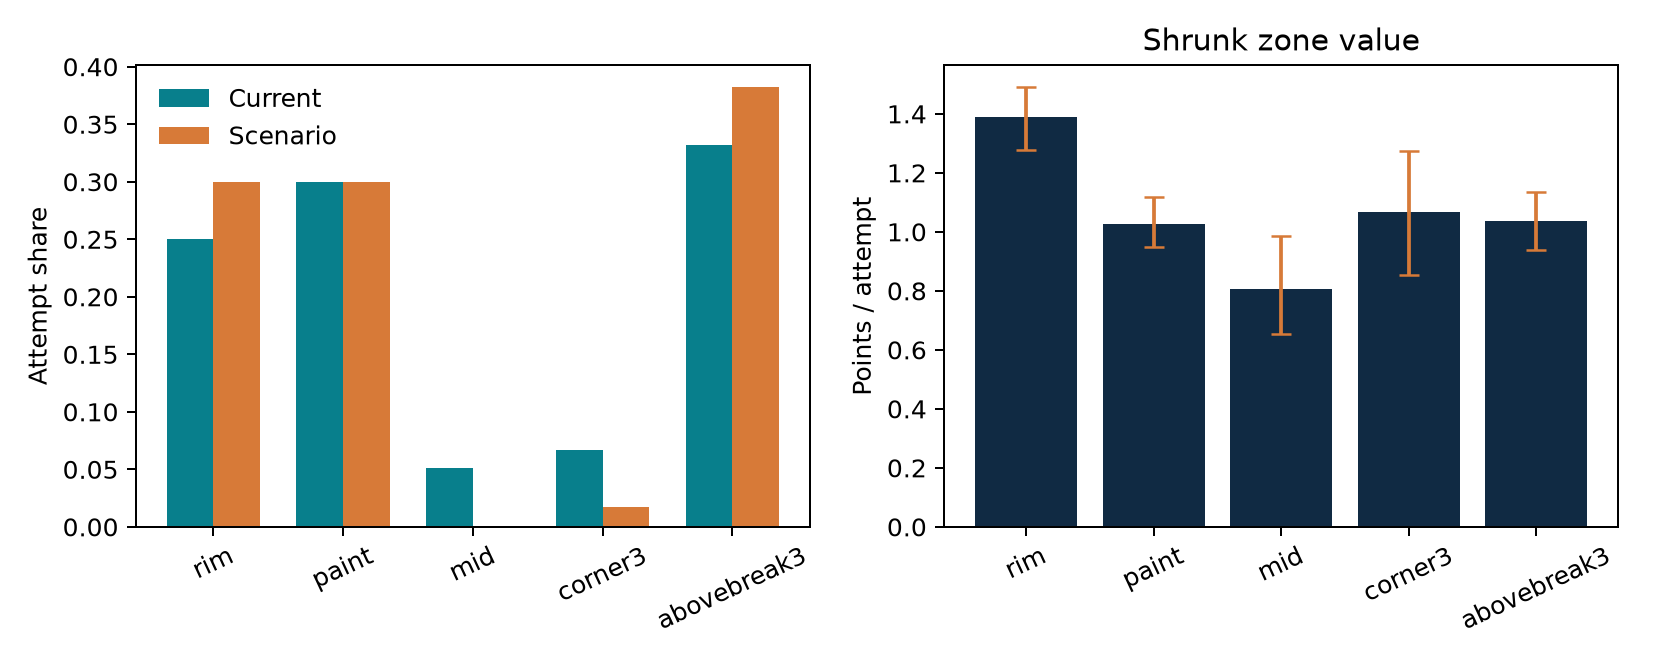 Current
Scenario
Attempt share
0.40
0.35
0.30
0.25
0.20
0.15
0.10
0.05
0.00
rim
paint
mid
corner3
abovebreak3
Shrunk zone value
Points / attempt
1.4
1.2
1.0
0.8
0.6
0.4
0.2
0.0
rim
paint
mid
corner3
abovebreak3